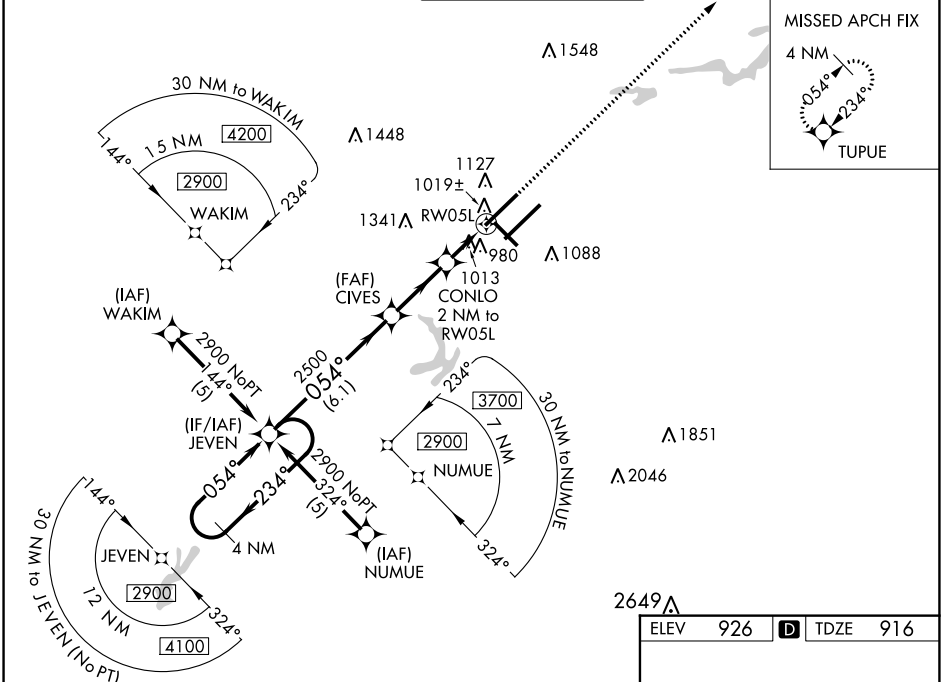 MISSED APCH FIX
4 NM
054°
234°
TUPUE
1548
30 NM to WAKIM
4200
144°
15 NM
2900
234°
WAKIM
1448
1127
1019±
1341
RW05L
980
1088
1013
(FAF)
CIVES
CONLO
2 NM to
RW05L
(IAF)
WAKIM
2900 NoPT
144°
(5)
2500
054°
(6.1)
(IF/IAF)
JEVEN
054°
234°
4 NM
2900 NoPT
324°
(5)
(IAF)
NUMUE
234°
3700
30 NM to NUMUE
2900
7 NM
NUMUE
324°
1851
2046
144°
30 NM to JEVEN (No PT)
JEVEN
2900
12 NM
324°
4100
2649
ELEV 926 D TDZE 916